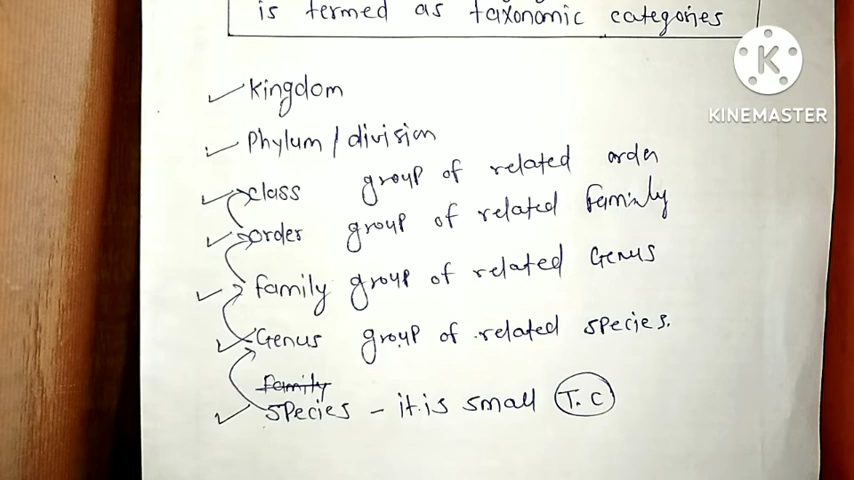 is termed as taxonomic categories
Kingdom
Phylum / division
class group of related order
order group of related Family
family group of related Genus
Genus group of related species.
family
species - it is small T.C
K
KINEMASTER